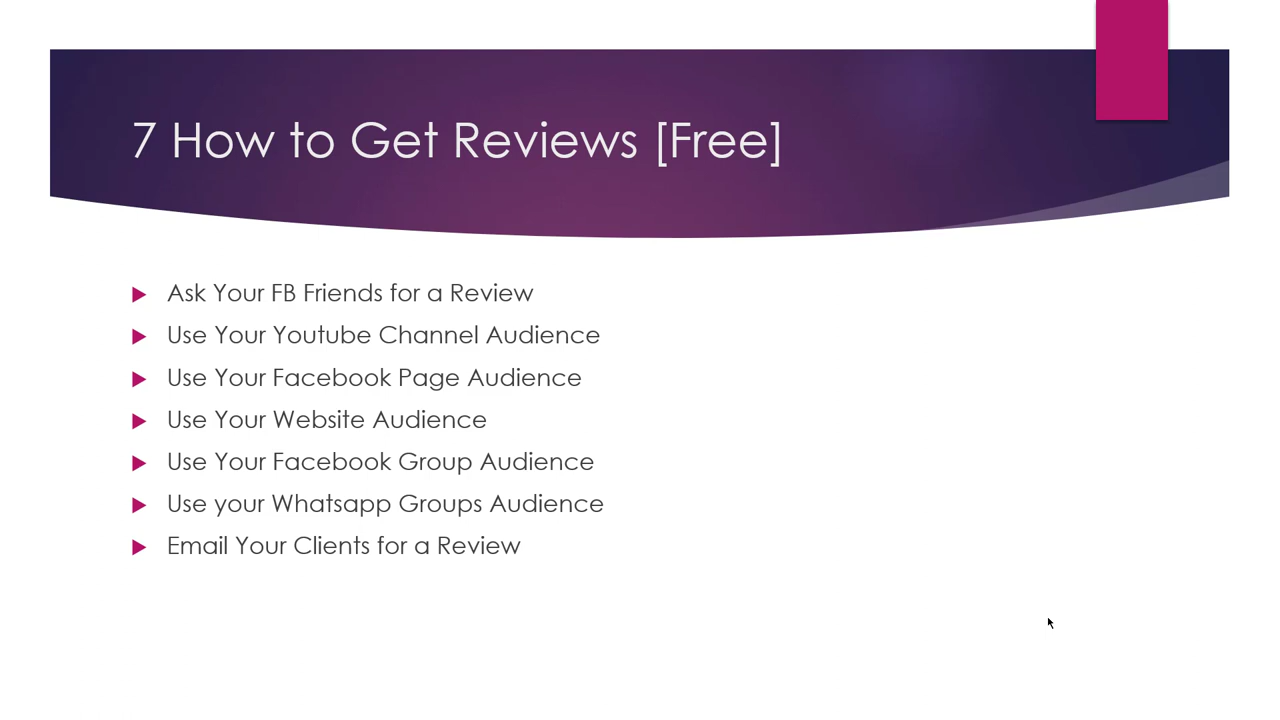 7 How to Get Reviews [Free]
Ask Your FB Friends for a Review
Use Your Youtube Channel Audience
Use Your Facebook Page Audience
Use Your Website Audience
Use Your Facebook Group Audience
Use your Whatsapp Groups Audience
Email Your Clients for a Review